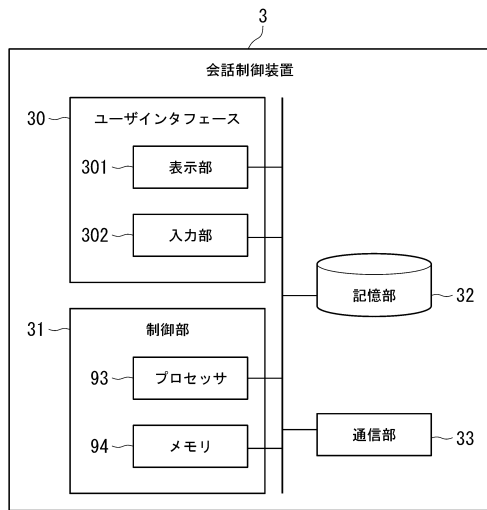 3
会話制御装置
30
ユーザインタフェース
301
表示部
302
入力部
記憶部
32
31
制御部
93
プロセッサ
94
メモリ
通信部
33